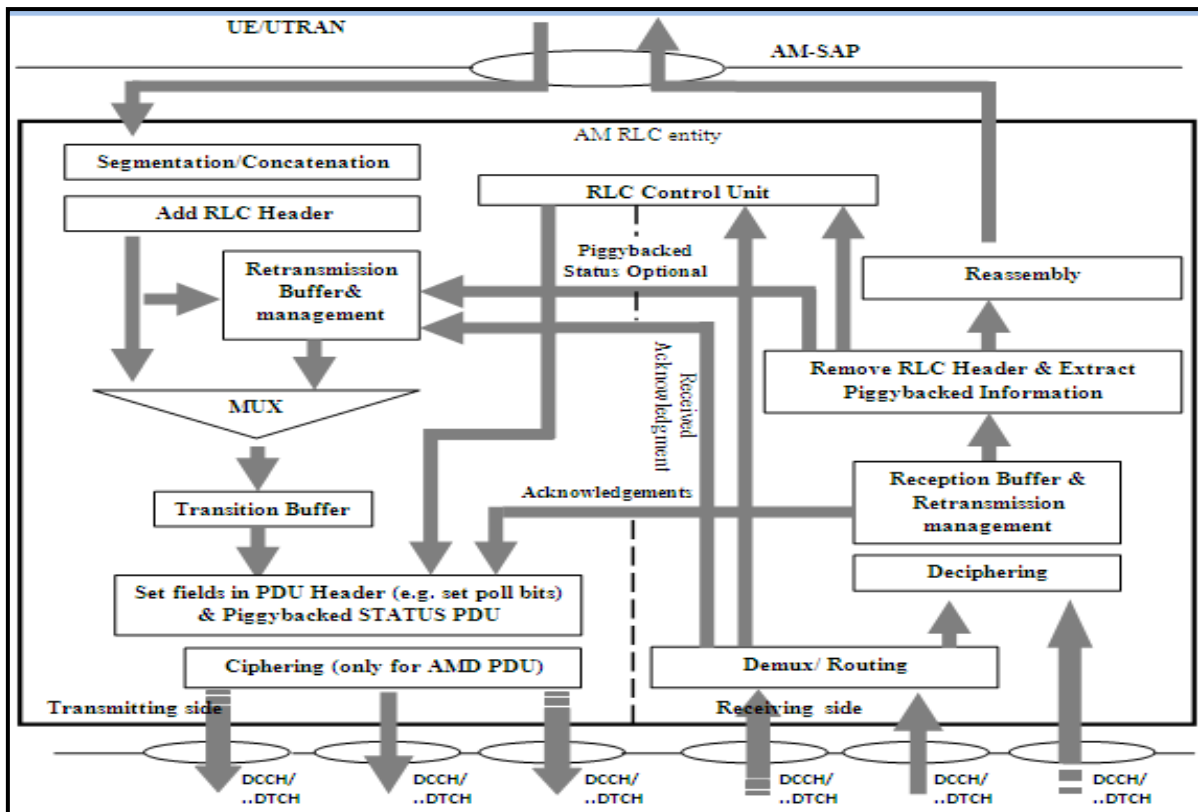 UE/UTRAN
AM-SAP
AM RLC entity
Segmentation/Concatenation
RLC Control Unit
Add RLC Header
Piggybacked
Status Optional
Retransmission
Buffer&
management
Reassembly
Received
Acknowledgment
Remove RLC Header & Extract
Piggybacked Information
MUX
Acknowledgements
Reception Buffer &
Retransmission
management
Transition Buffer
Deciphering
Set fields in PDU Header (e.g. set poll bits)
& Piggybacked STATUS PDU
Ciphering (only for AMD PDU)
Demux/ Routing
Transmitting side
Receiving side
DCCH/
..DTCH
DCCH/
..DTCH
DCCH/
..DTCH
DCCH/
..DTCH
DCCH/
..DTCH
DCCH/
..DTCH